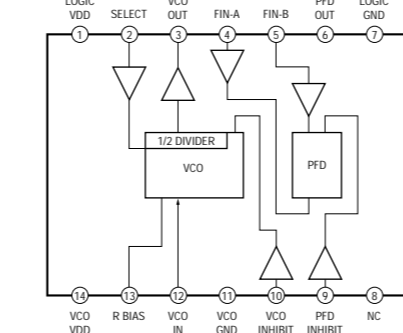 LOGIC VCO PFD LOGIC
VDD SELECT OUT FIN-A FIN-B OUT GND
1 2 3 4 5 6 7
1/2 DIVIDER
VCO PFD
14 13 12 11 10 9 8
VCO R BIAS VCO VCO VCO PFD NC
VDD IN GND INHIBIT INHIBIT